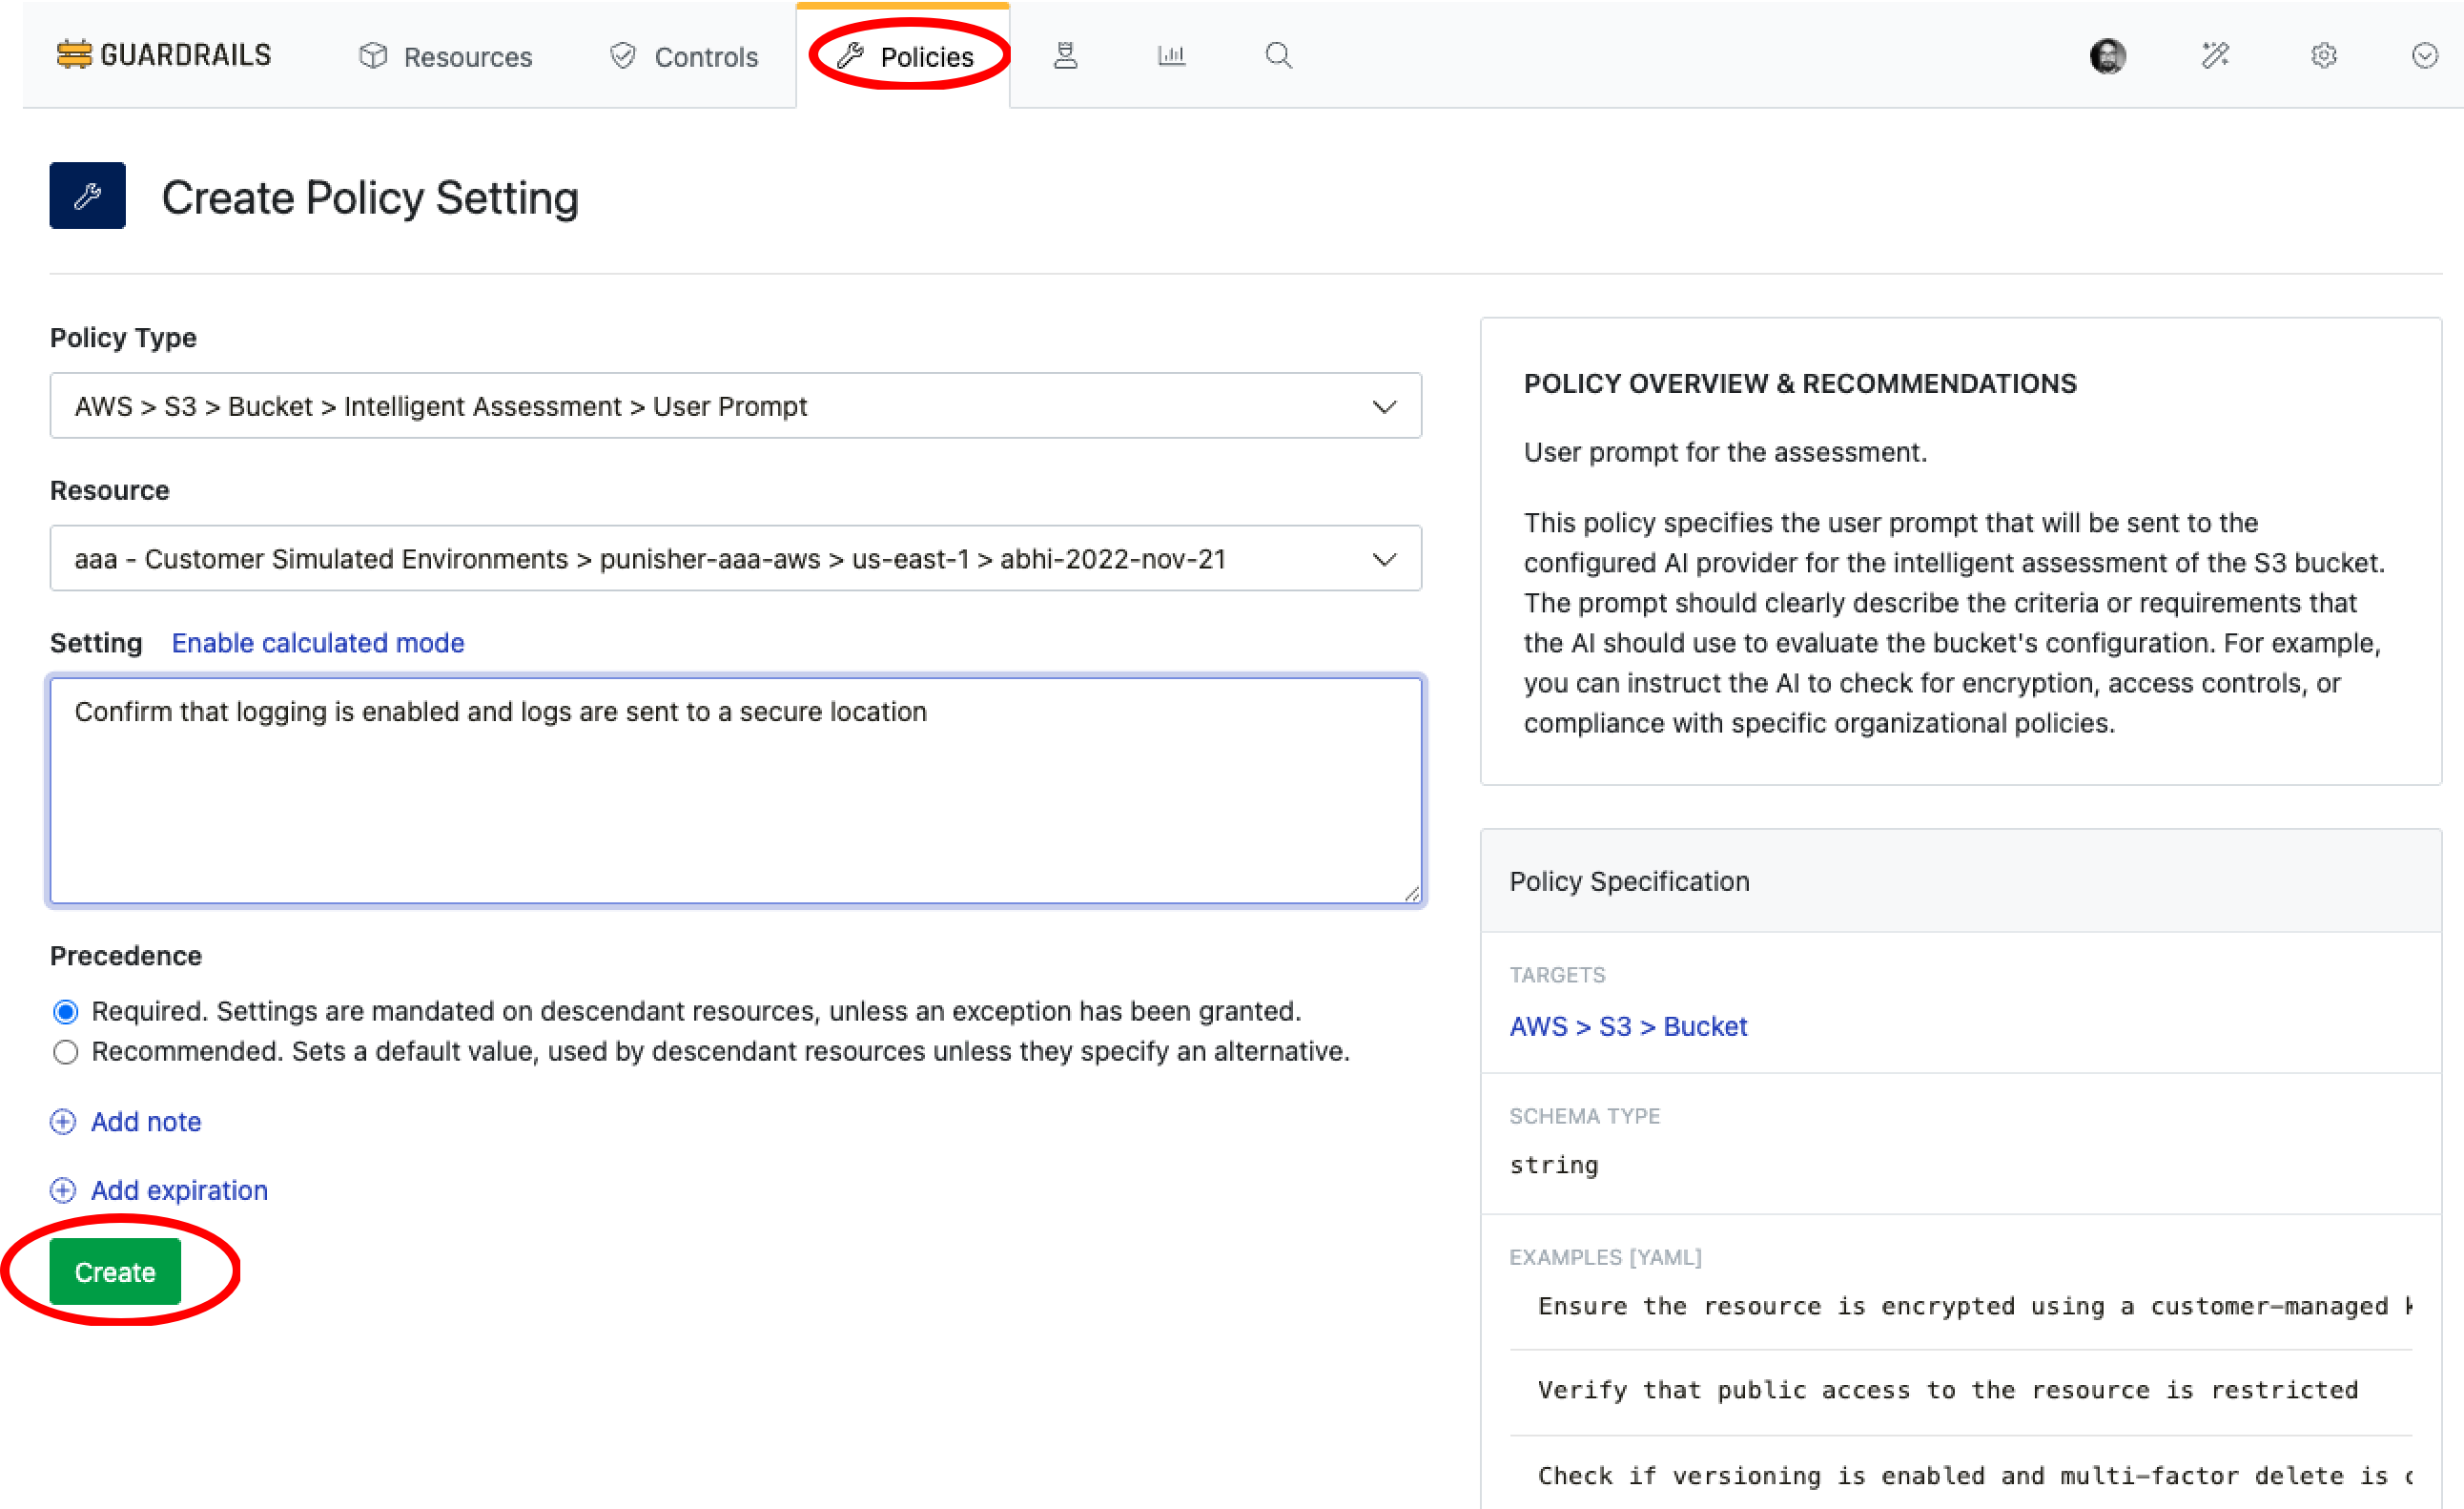 GUARDRAILS Resources Controls Policies
Create Policy Setting
Policy Type
AWS > S3 > Bucket > Intelligent Assessment > User Prompt
Resource
aaa - Customer Simulated Environments > punisher-aaa-aws > us-east-1 > abhi-2022-nov-21
Setting Enable calculated mode
Confirm that logging is enabled and logs are sent to a secure location
Precedence
Required. Settings are mandated on descendant resources, unless an exception has been granted.
Recommended. Sets a default value, used by descendant resources unless they specify an alternative.
Add note
Add expiration
Create
POLICY OVERVIEW & RECOMMENDATIONS
User prompt for the assessment.
This policy specifies the user prompt that will be sent to the
configured AI provider for the intelligent assessment of the S3 bucket.
The prompt should clearly describe the criteria or requirements that
the AI should use to evaluate the bucket's configuration. For example,
you can instruct the AI to check for encryption, access controls, or
compliance with specific organizational policies.
Policy Specification
TARGETS
AWS > S3 > Bucket
SCHEMA TYPE
string
EXAMPLES [YAML]
Ensure the resource is encrypted using a customer-managed
Verify that public access to the resource is restricted
Check if versioning is enabled and multi-factor delete is